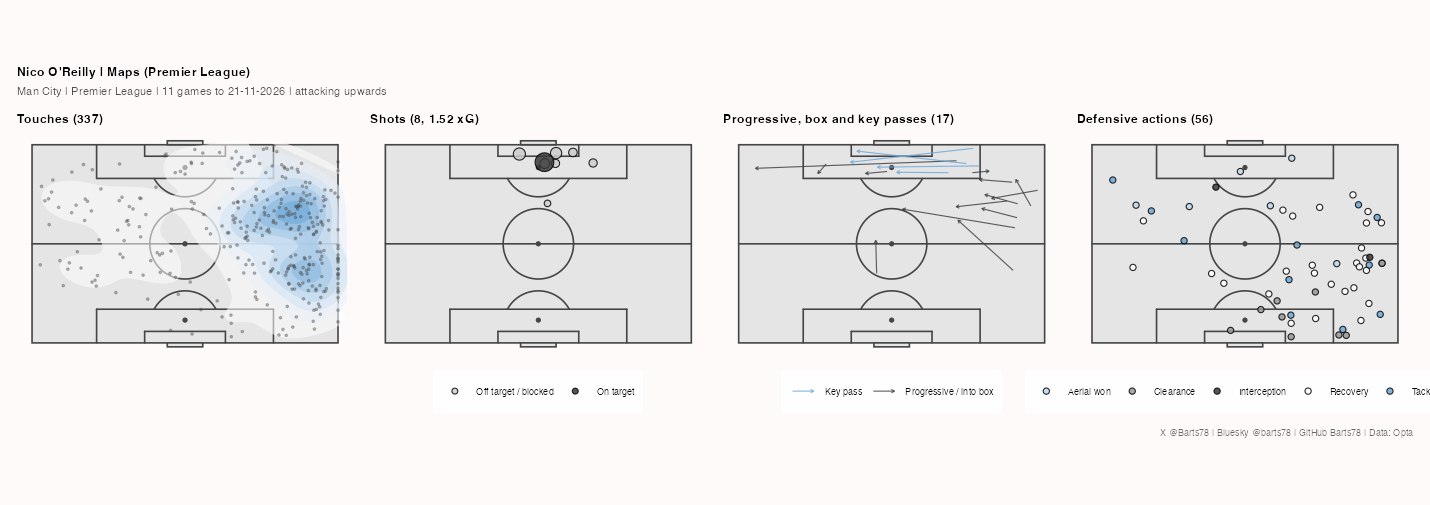 Nico O'Reilly | Maps (Premier League)
Man City | Premier League | 11 games to 21-11-2026 | attacking upwards
Touches (337)
Shots (8, 1.52 xG)
Progressive, box and key passes (17)
Defensive actions (56)
Off target / blocked
On target
Key pass
Progressive / into box
Aerial won
Clearance
Interception
Recovery
Tack
X @Barts78 | Bluesky @barts78 | GitHub Barts78 | Data: Opta